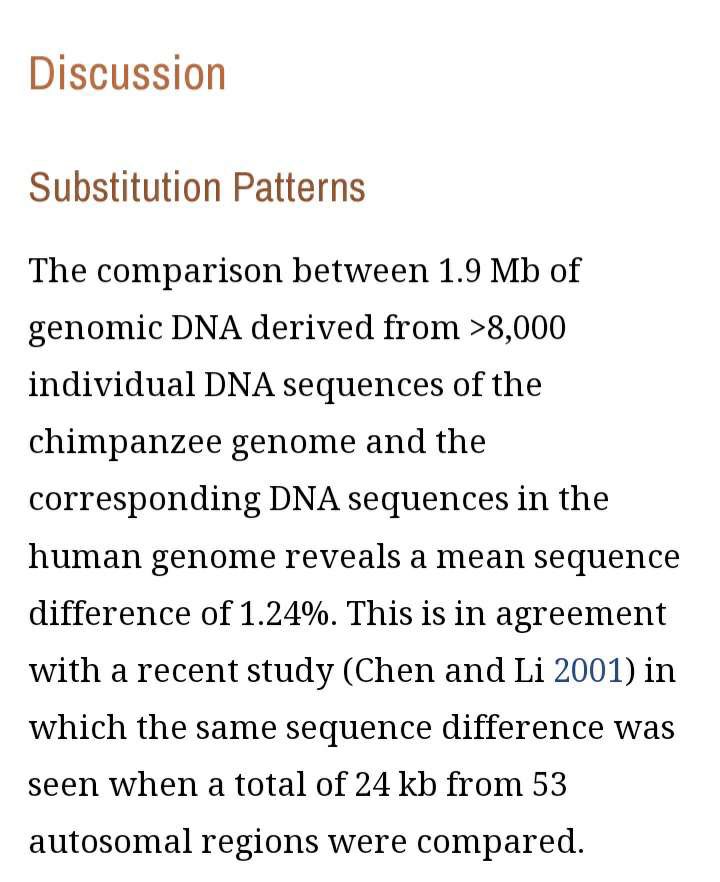 Discussion
Substitution Patterns
The comparison between 1.9 Mb of
genomic DNA derived from >8,000
individual DNA sequences of the
chimpanzee genome and the
corresponding DNA sequences in the
human genome reveals a mean sequence
difference of 1.24%. This is in agreement
with a recent study (Chen and Li 2001) in
which the same sequence difference was
seen when a total of 24 kb from 53
autosomal regions were compared.